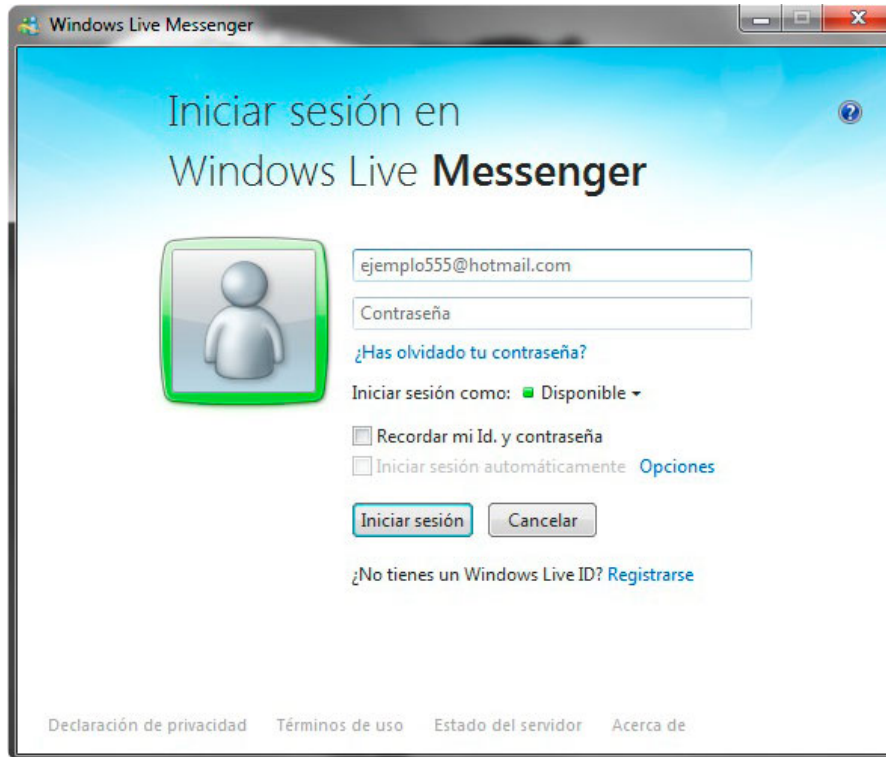 Windows Live Messenger
Iniciar sesión en
Windows Live Messenger
ejemplo555@hotmail.com
Contraseña
¿Has olvidado tu contraseña?
Iniciar sesión como: Disponible
Recordar mi Id. y contraseña
Iniciar sesión automáticamente Opciones
Iniciar sesión Cancelar
¿No tienes un Windows Live ID? Registrarse
Declaración de privacidad Términos de uso Estado del servidor Acerca de